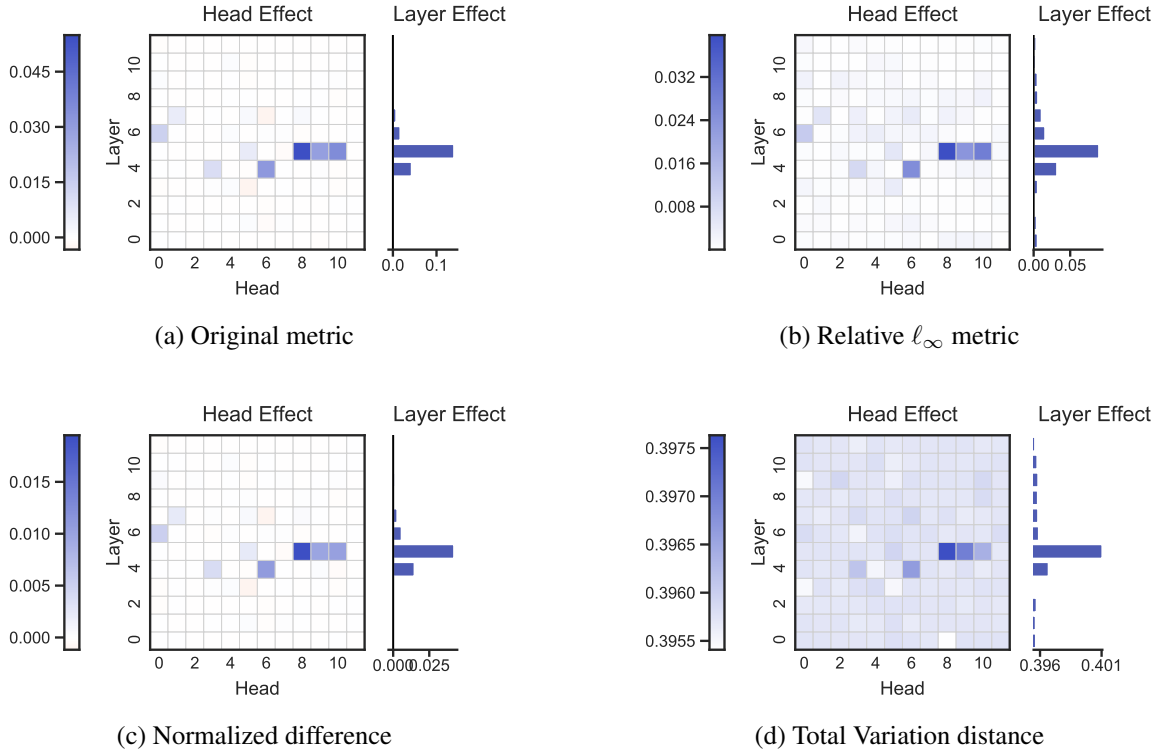 Head Effect
Layer Effect
0.045
0.030
0.015
0.000
Layer
10
8
6
4
2
0
0 2 4 6 8 10
Head
0.0 0.1
(a) Original metric
Head Effect
Layer Effect
0.032
0.024
0.016
0.008
Layer
10
8
6
4
2
0
0 2 4 6 8 10
Head
0.00 0.05
(b) Relative ℓ∞ metric
Head Effect
Layer Effect
0.015
0.010
0.005
0.000
Layer
10
8
6
4
2
0
0 2 4 6 8 10
Head
0.000 0.025
(c) Normalized difference
Head Effect
Layer Effect
0.3975
0.3970
0.3965
0.3960
0.3955
Layer
10
8
6
4
2
0
0 2 4 6 8 10
Head
0.396 0.401
(d) Total Variation distance